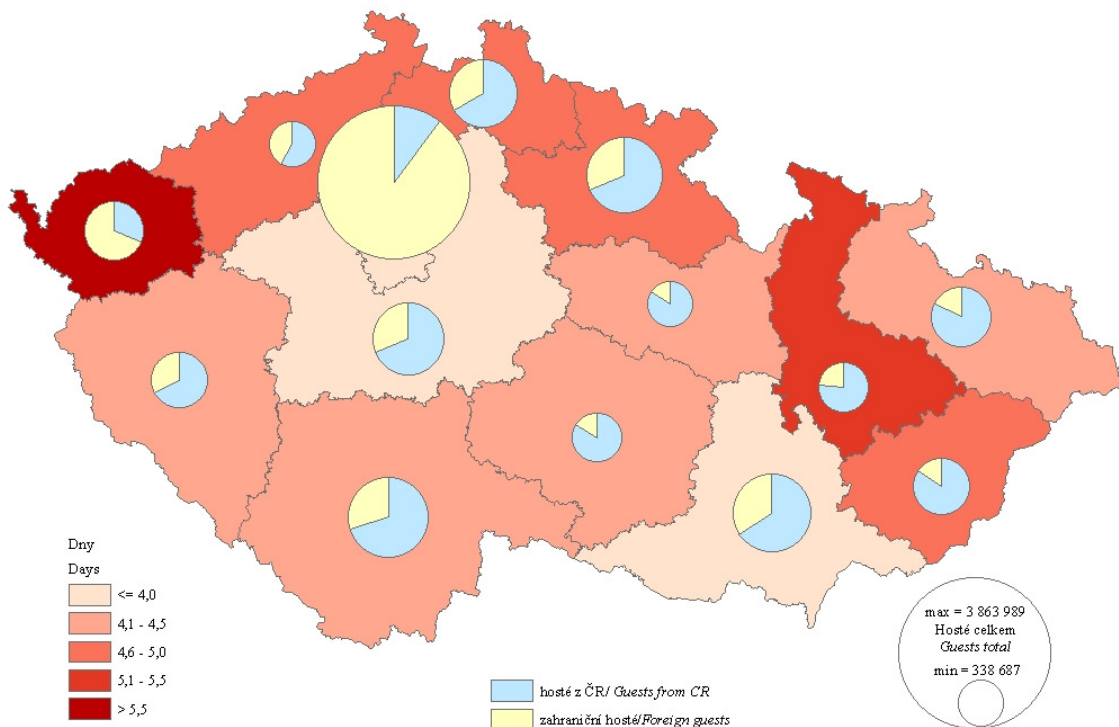 Dny
Days
<= 4,0
4,1 - 4,5
4,6 - 5,0
5,1 - 5,5
> 5,5
hosté z ČR/ Guests from CR
zahraniční hosté/Foreign guests
max = 3 863 989
Hosté celkem
Guests total
min = 338 687